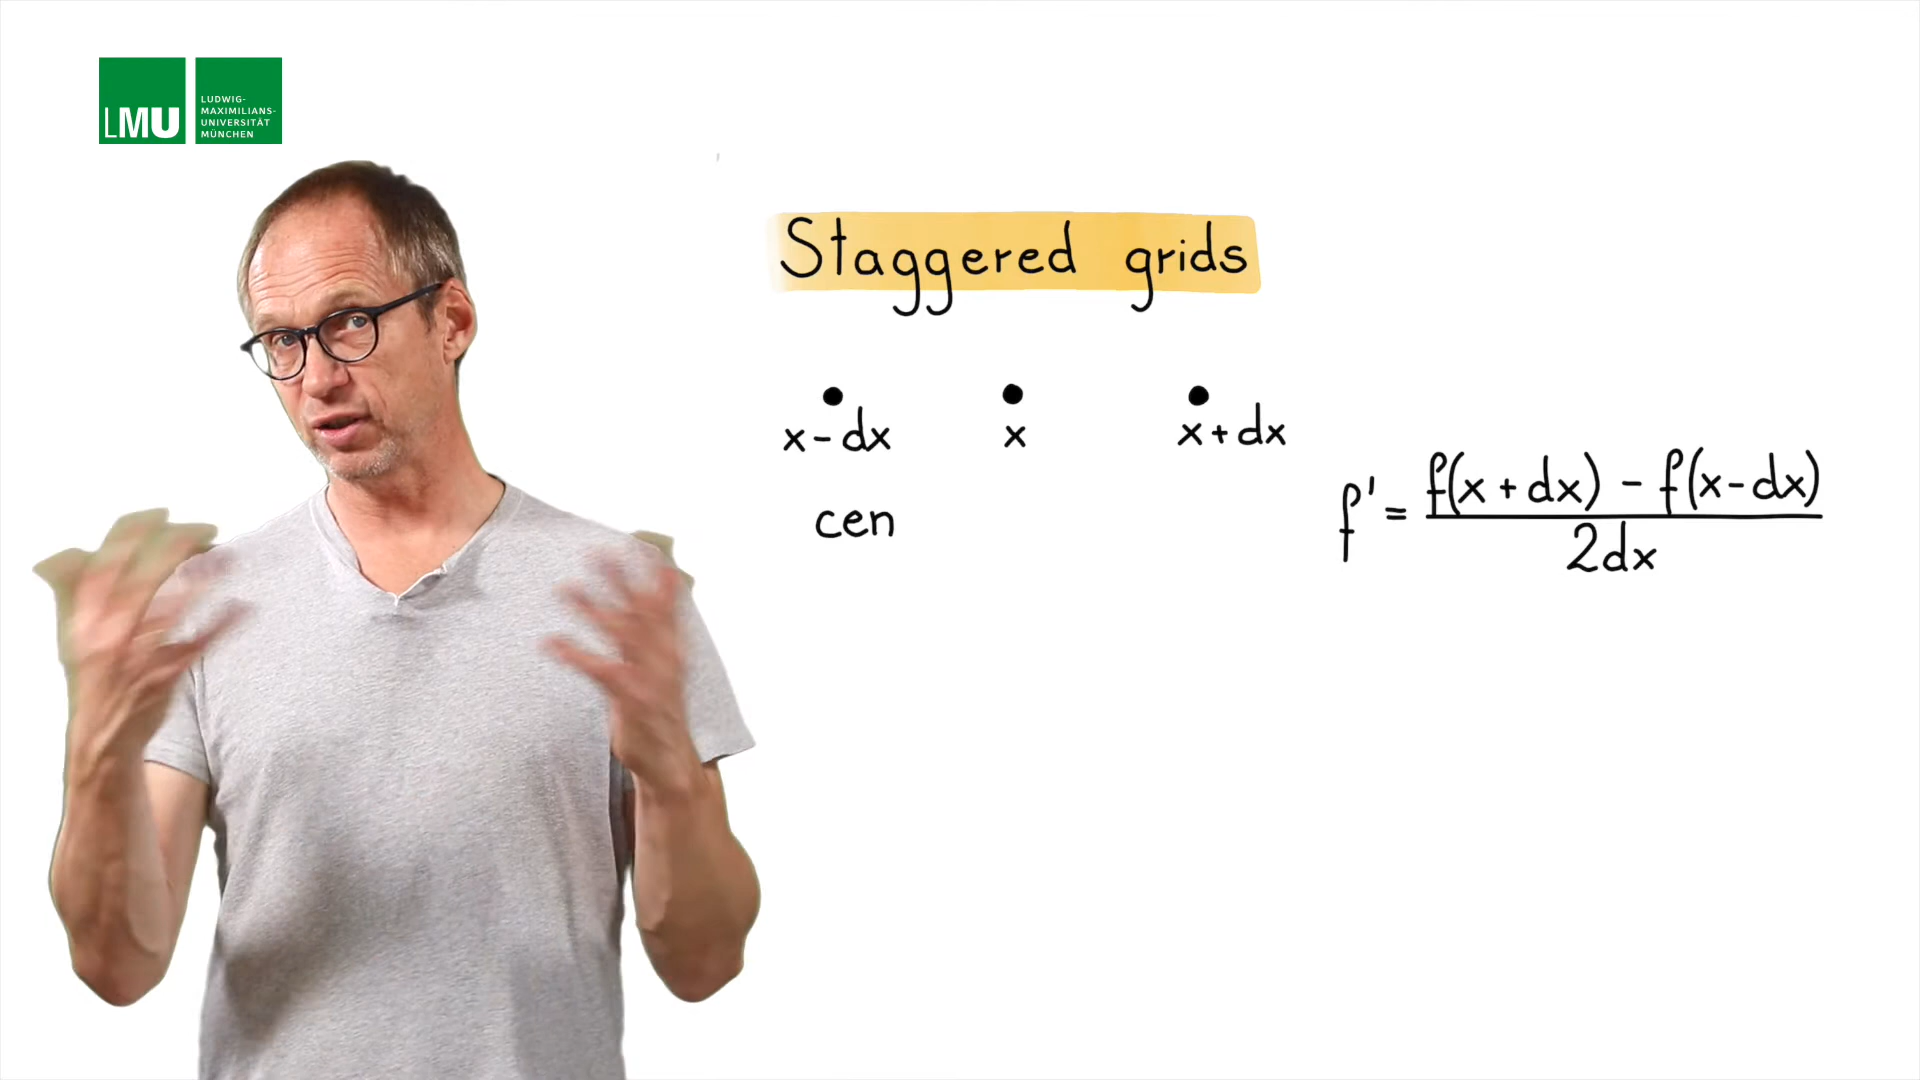 LMU
LUDWIG-
MAXIMILIANS-
UNIVERSITÄT
MÜNCHEN
Staggered grids
x-dx x x+dx
cen
f' = f(x+dx) - f(x-dx)
2dx